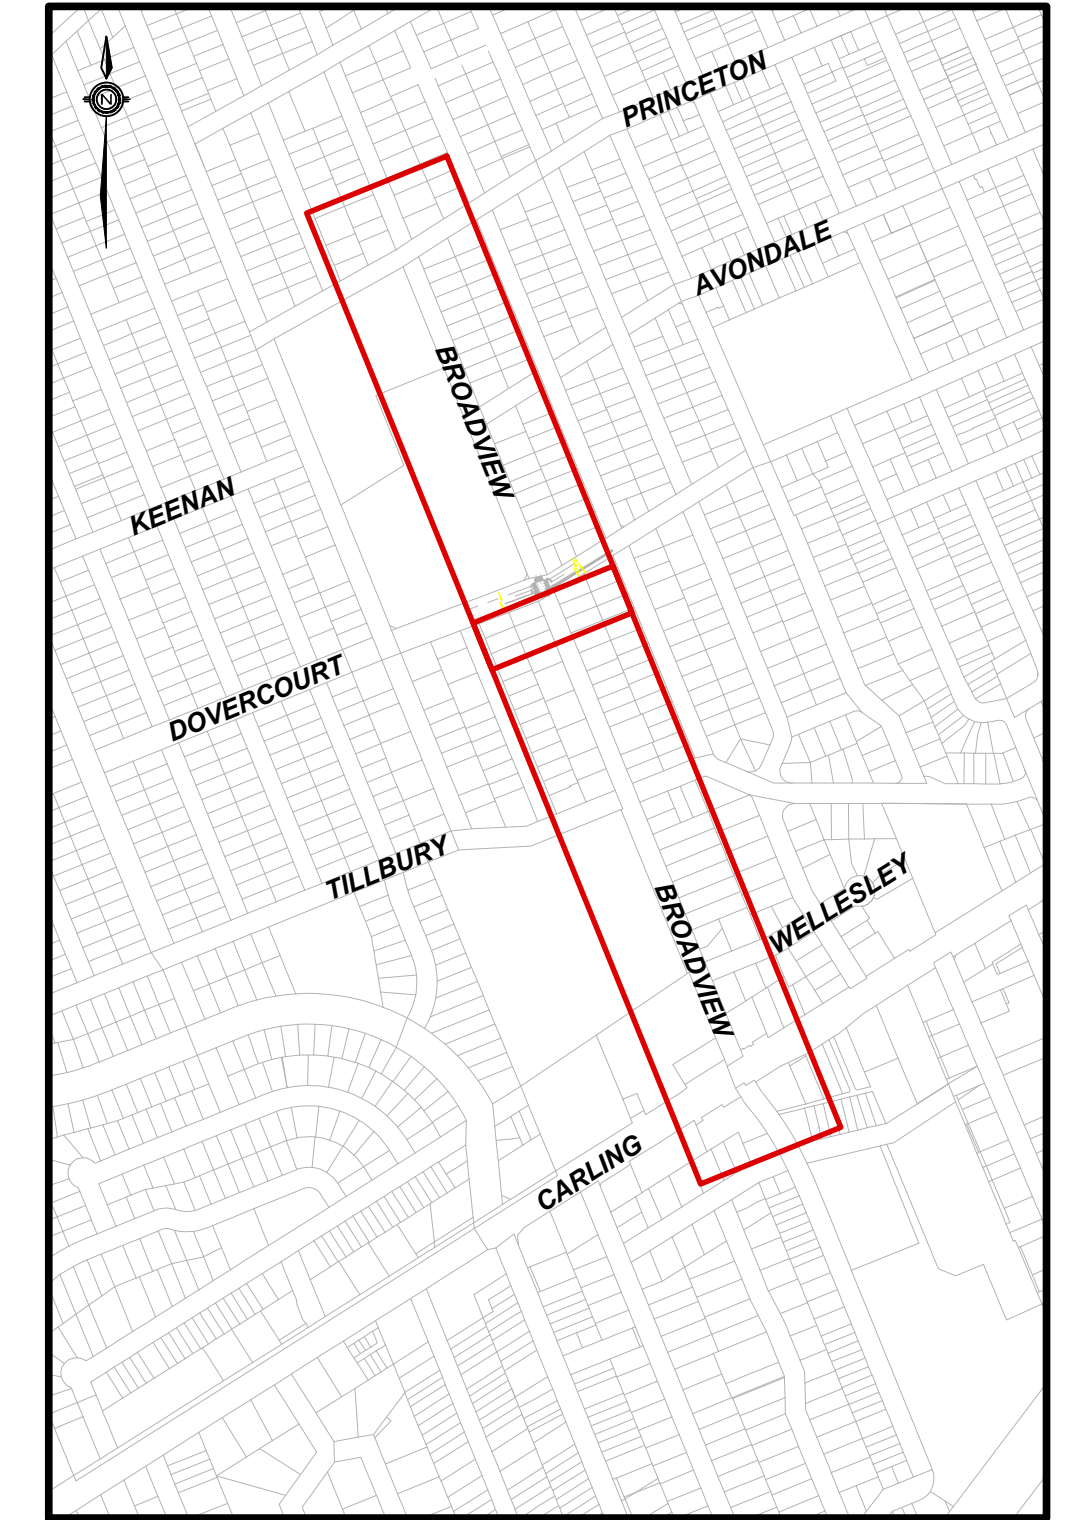 N
PRINCETON
AVONDALE
BROADVIEW
KEENAN
DOVERCOURT
TILLBURY
WELLESLEY
BROADVIEW
CARLING